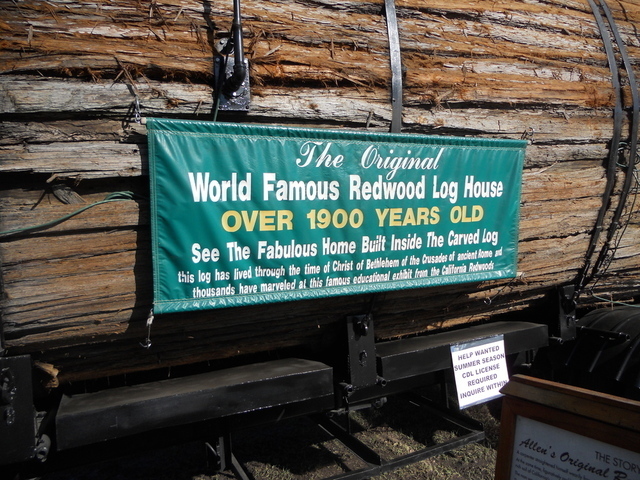 The Original
World Famous Redwood Log House
OVER 1900 YEARS OLD
See The Fabulous Home Built Inside The Carved Log
this log has lived through the time of Christ of Bethlehem of the Crusades of ancient Rome and
thousands have marveled at this famous educational exhibit from the California Redwoods
HELP WANTED
SUMMER SEASON
CDL LICENSE
REQUIRED
INQUIRE WITHIN
THE STORY
Allen's Original